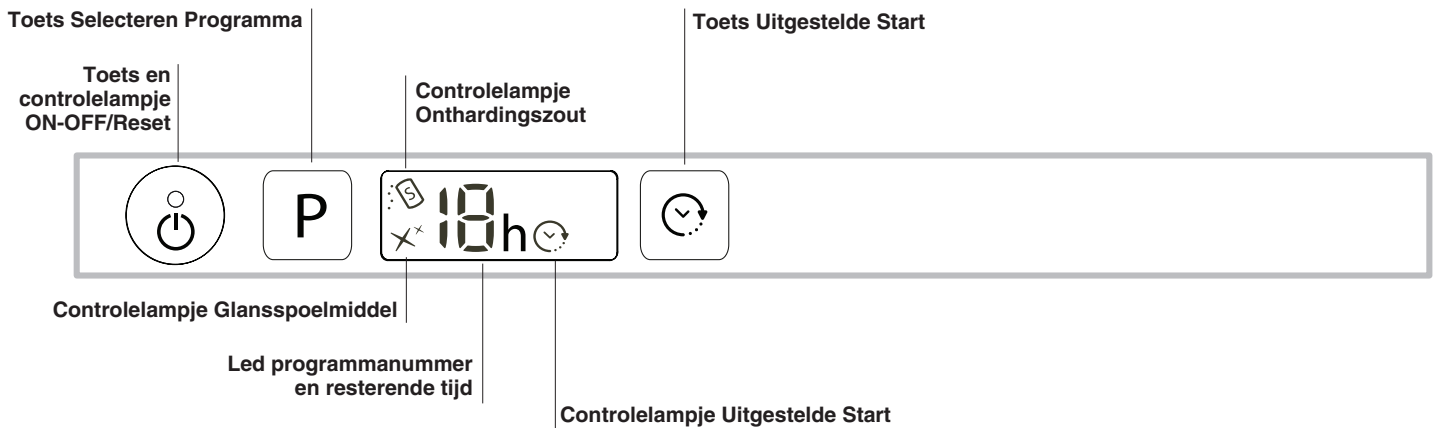 Toets Selecteren Programma
Toets Uitgestelde Start
Toets en
controlelampje
ON-OFF/Reset
Controlelampje
Onthardingszout
P
S
18h
Controlelampje Glansspoelmiddel
Led programmanummer
en resterende tijd
Controlelampje Uitgestelde Start